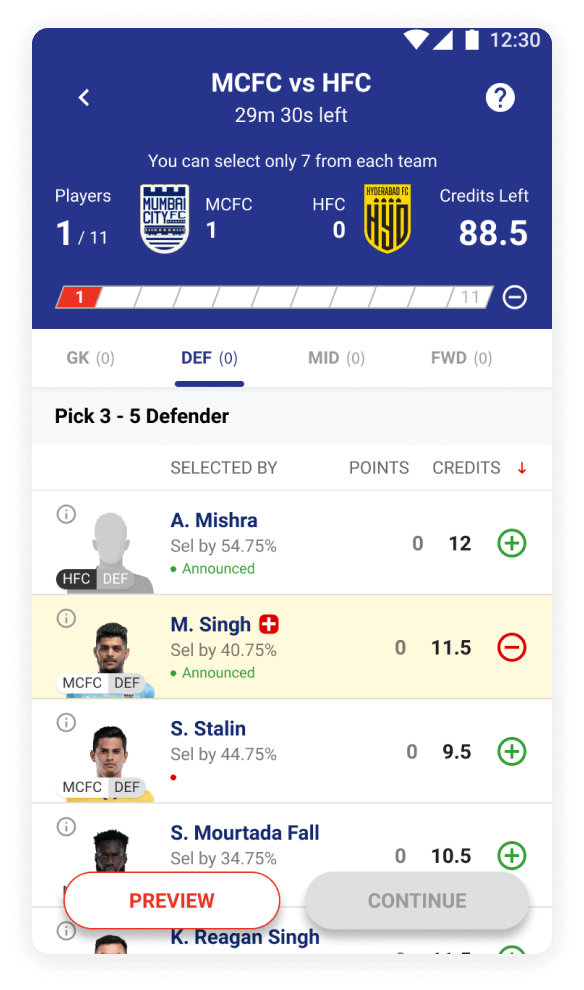 12:30
MCFC vs HFC
29m 30s left
?
You can select only 7 from each team
Players
1 / 11
MUMBAI
CITY FC
MCFC
1
HFC
0
HYDERABAD FC
HYD
Credits Left
88.5
1
11
GK (0)
DEF (0)
MID (0)
FWD (0)
Pick 3 - 5 Defender
SELECTED BY
POINTS
CREDITS
A. Mishra
Sel by 54.75%
Announced
0
12
HFC DEF
M. Singh
Sel by 40.75%
Announced
0
11.5
MCFC DEF
S. Stalin
Sel by 44.75%
0
9.5
MCFC DEF
S. Mourtada Fall
Sel by 34.75%
0
10.5
PREVIEW
CONTINUE
K. Reagan Singh